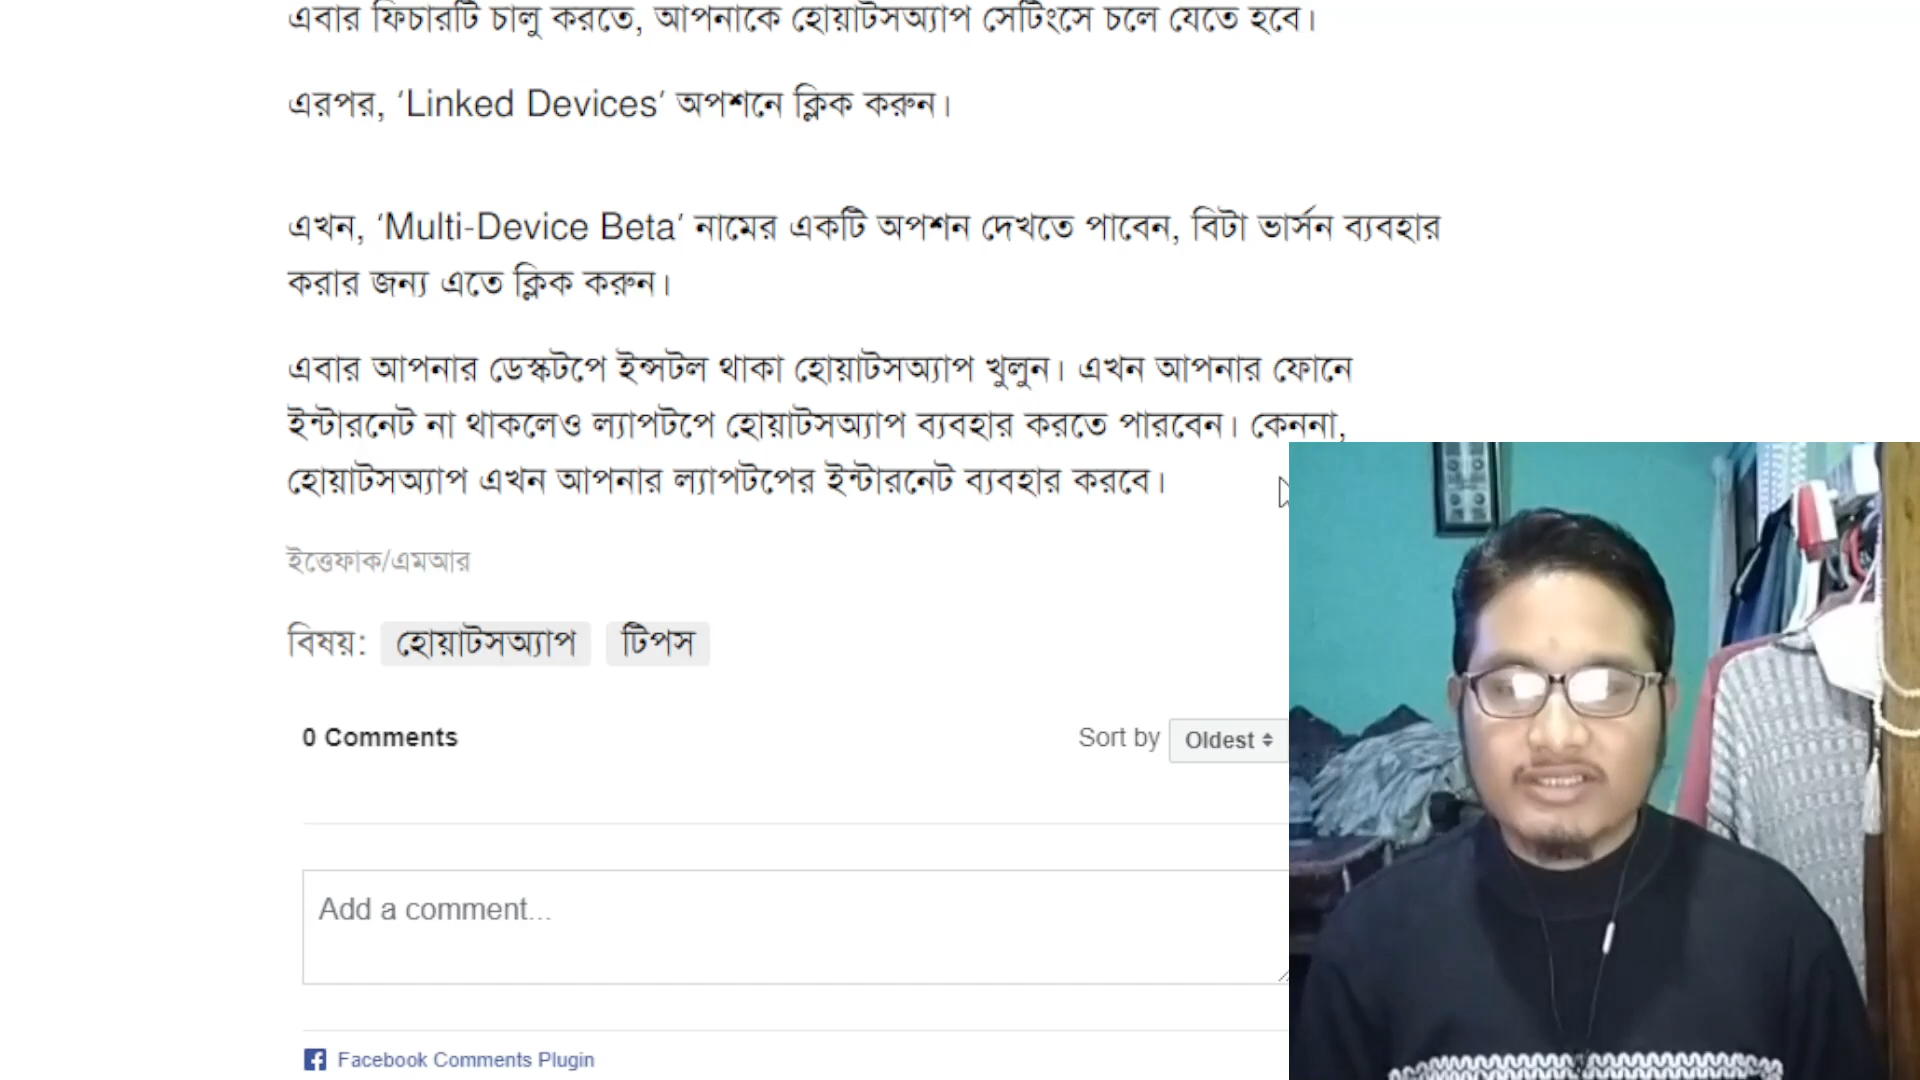 এবার ফিচারটি চালু করতে, আপনাকে হোয়াটসঅ্যাপ সেটিংসে চলে যেতে হবে।
এরপর, ‘Linked Devices’ অপশনে ক্লিক করুন।
এখন, ‘Multi-Device Beta’ নামের একটি অপশন দেখতে পাবেন, বিটা ভার্সন ব্যবহার
করার জন্য এতে ক্লিক করুন।
এবার আপনার ডেস্কটপে ইন্সটল থাকা হোয়াটসঅ্যাপ খুলুন। এখন আপনার ফোনে
ইন্টারনেট না থাকলেও ল্যাপটপে হোয়াটসঅ্যাপ ব্যবহার করতে পারবেন। কেননা,
হোয়াটসঅ্যাপ এখন আপনার ল্যাপটপের ইন্টারনেট ব্যবহার করবে।
ইত্তেফাক/এমআর
বিষয়: হোয়াটসঅ্যাপ টিপস
0 Comments Sort by Oldest
Add a comment...
Facebook Comments Plugin